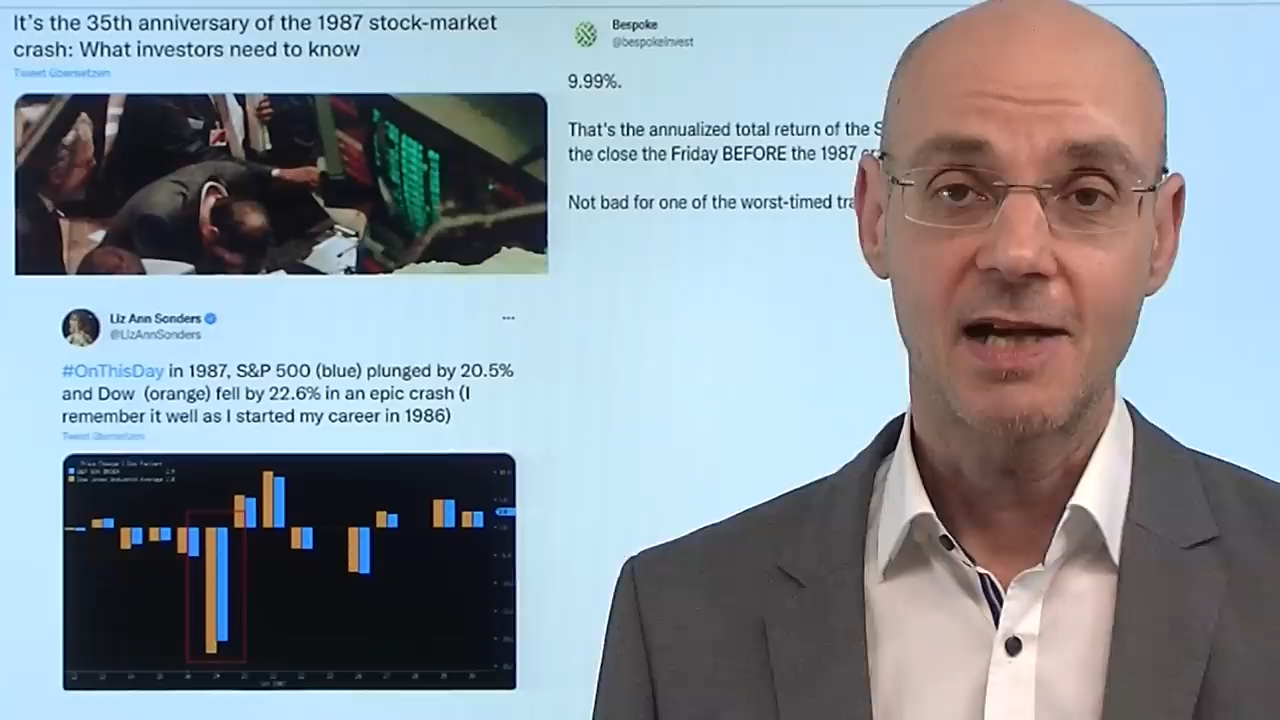 It's the 35th anniversary of the 1987 stock-market
crash: What investors need to know
Tweet übersetzen
Bespoke
@bespokeinvest
9.99%.
That's the annualized total return of the
the close the Friday BEFORE the 1987
Not bad for one of the worst-timed
Liz Ann Sonders
@LizAnnSonders
#OnThisDay in 1987, S&P 500 (blue) plunged by 20.5%
and Dow (orange) fell by 22.6% in an epic crash (I
remember it well as I started my career in 1986)
Tweet übersetzen